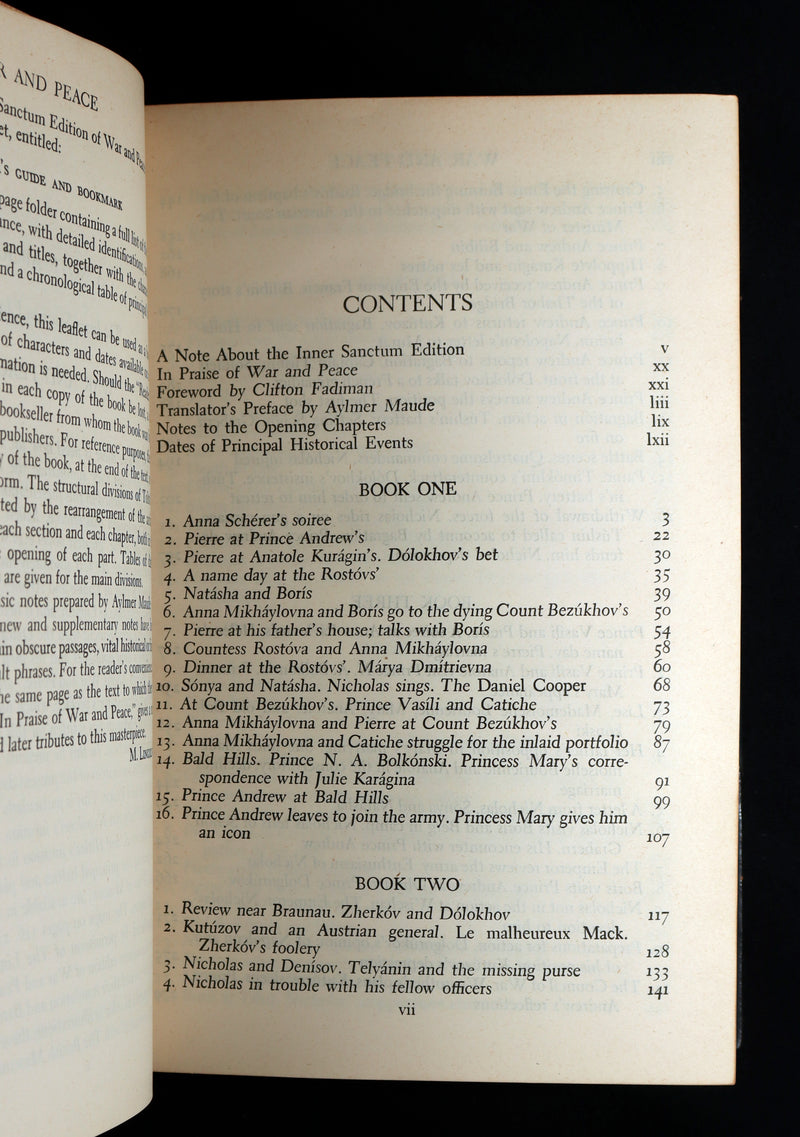 AND PEACE
Sanctum Edition of War and
entitled:
GUIDE AND BOOKMARK
page folder containing a full list
with detailed identifications,
and titles, together with the
a chronological table of
this leaflet can be used
of characters and dates available
is needed. Should the
in each copy of the book be
bookseller from whom the book
publishers. For reference purposes,
of the book, at the end of the text,
The structural divisions of
by the rearrangement of the
each section and each chapter, both
opening of each part. Tables of
are given for the main divisions.
notes prepared by Aylmer
new and supplementary notes
in obscure passages, vital historical
phrases. For the reader's
same page as the text to which
In Praise of War and Peace," gives
later tributes to this masterpiece.
CONTENTS
A Note About the Inner Sanctum Edition v
In Praise of War and Peace xx
Foreword by Clifton Fadiman xxi
Translator's Preface by Aylmer Maude liii
Notes to the Opening Chapters lix
Dates of Principal Historical Events lxii
BOOK ONE
1. Anna Schérer's soiree 3
2. Pierre at Prince Andrew's 22
3. Pierre at Anatole Kurágin's. Dólokhov's bet 30
4. A name day at the Rostóvs' 35
5. Natásha and Borís 39
6. Anna Mikháylovna and Borís go to the dying Count Bezúkhov's 50
7. Pierre at his father's house; talks with Borís 54
8. Countess Rostóva and Anna Mikháylovna 58
9. Dinner at the Rostóvs'. Márya Dmítrievna 60
10. Sónya and Natásha. Nicholas sings. The Daniel Cooper 68
11. At Count Bezúkhov's. Prince Vasíli and Catiche 73
12. Anna Mikháylovna and Pierre at Count Bezúkhov's 79
13. Anna Mikháylovna and Catiche struggle for the inlaid portfolio 87
14. Bald Hills. Prince N. A. Bolkónski. Princess Mary's corre-
spondence with Julie Karágina 91
15. Prince Andrew at Bald Hills 99
16. Prince Andrew leaves to join the army. Princess Mary gives him
an icon 107
BOOK TWO
1. Review near Braunau. Zherkóv and Dólokhov 117
2. Kutúzov and an Austrian general. Le malheureux Mack.
Zherkóv's foolery 128
3. Nicholas and Denísov. Telyánin and the missing purse 133
4. Nicholas in trouble with his fellow officers 141
vii